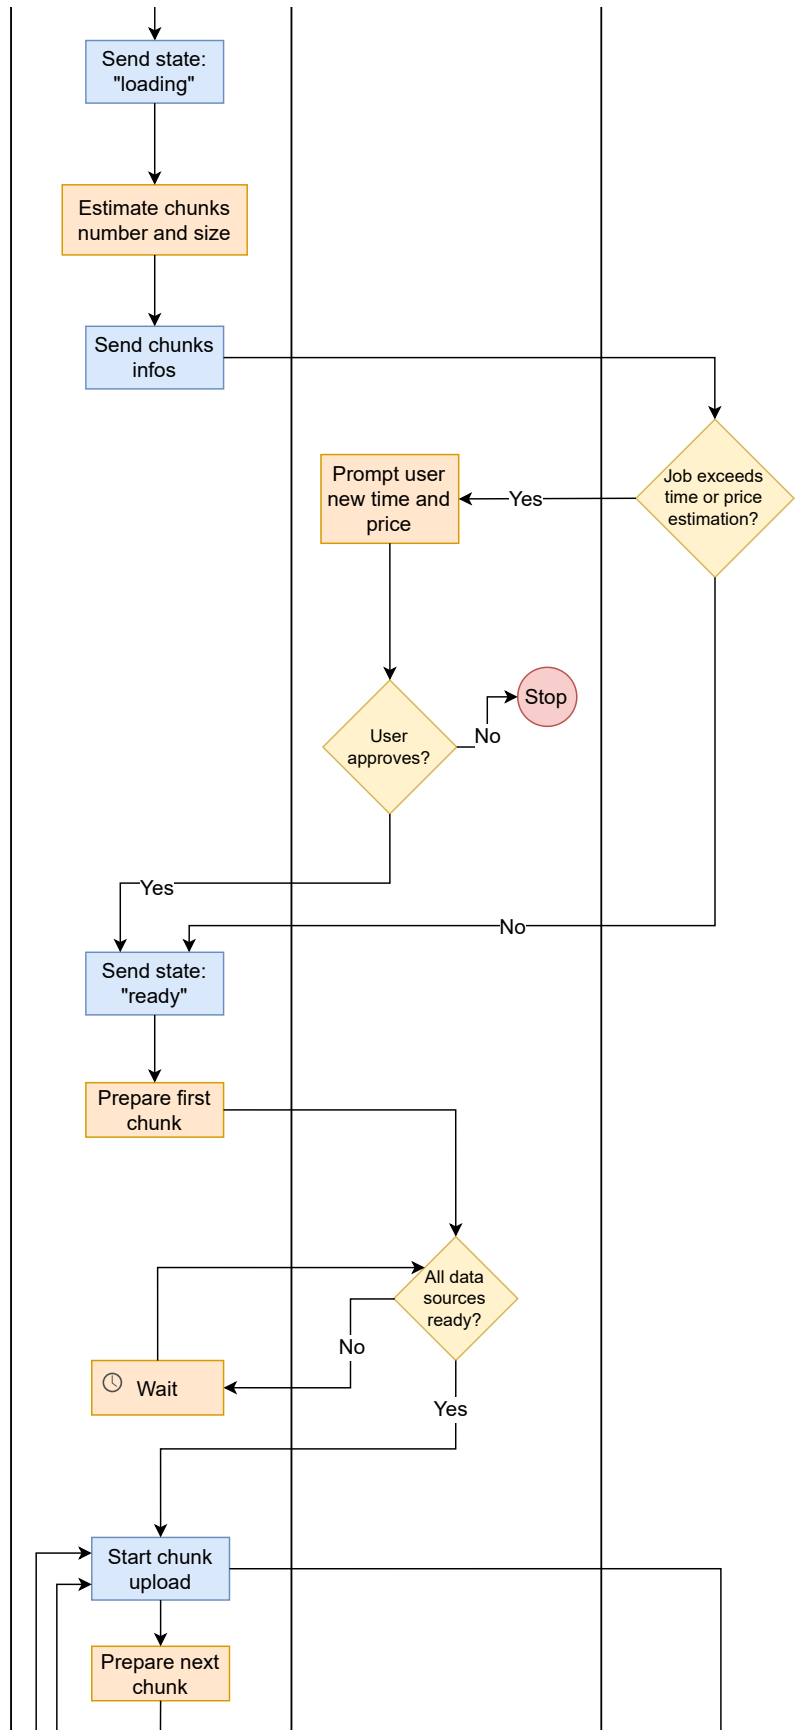 Send state:
"loading"
Estimate chunks
number and size
Send chunks
infos
Job exceeds
time or price
estimation?
Yes
Prompt user
new time and
price
User
approves?
No
Stop
Yes
No
Send state:
"ready"
Prepare first
chunk
All data
sources
ready?
No
Wait
Yes
Start chunk
upload
Prepare next
chunk